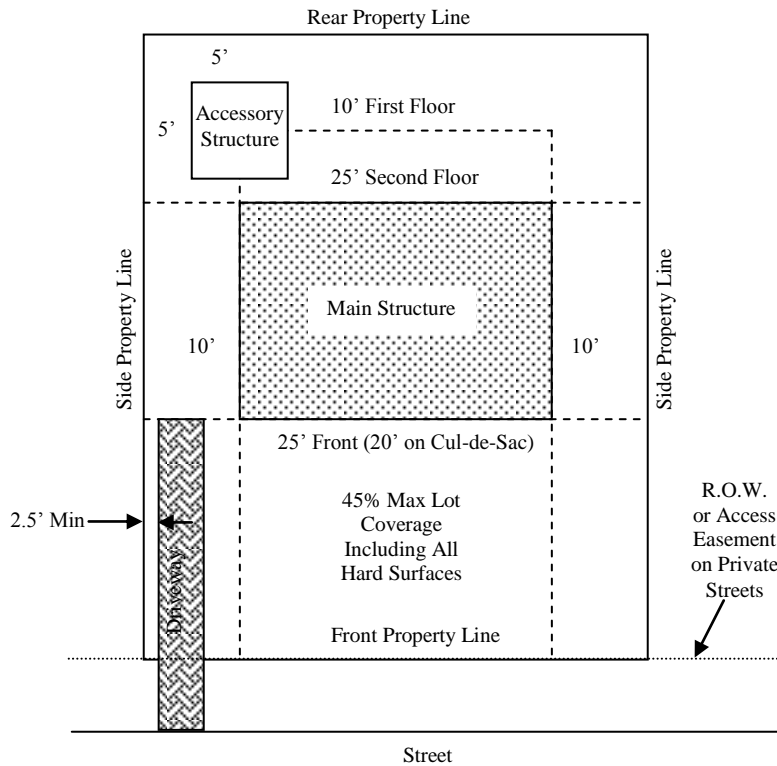 Rear Property Line
5’
Accessory
Structure
5’
10’ First Floor
25’ Second Floor
Side Property Line
Main Structure
10’
10’
Side Property Line
25’ Front (20’ on Cul-de-Sac)
2.5’ Min
45% Max Lot
Coverage
Including All
Hard Surfaces
R.O.W.
or Access
Easement
on Private
Streets
Driveway
Front Property Line
Street